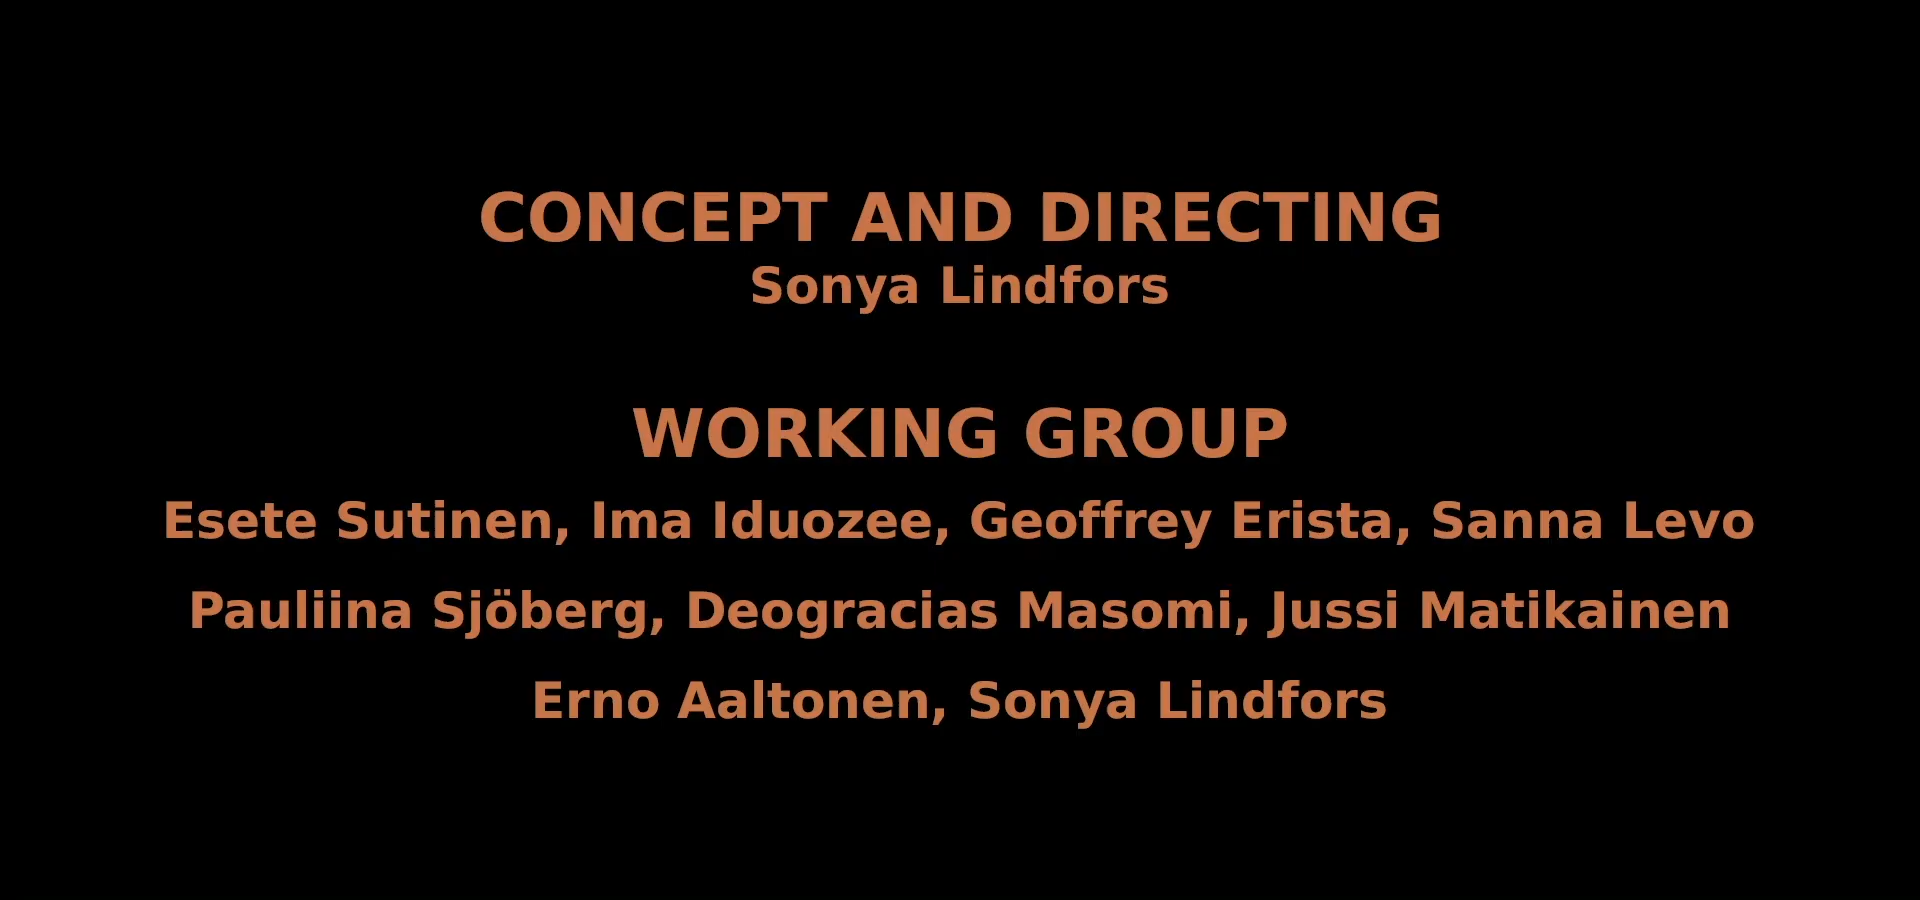 CONCEPT AND DIRECTING
Sonya Lindfors
WORKING GROUP
Esete Sutinen, Ima Iduozee, Geoffrey Erista, Sanna Levo
Pauliina Sjöberg, Deogracias Masomi, Jussi Matikainen
Erno Aaltonen, Sonya Lindfors